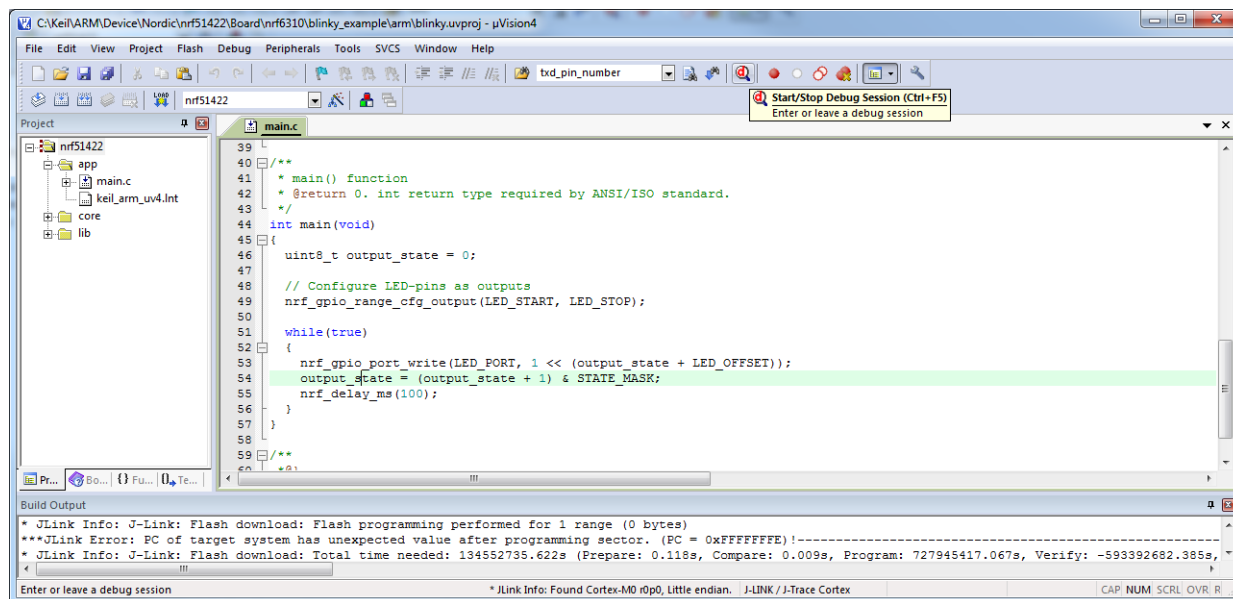 C:\Keil\ARM\Device\Nordic\nrf51422\Board\nrf6310\blinky_example\arm\blinky.uvproj - µVision4
File Edit View Project Flash Debug Peripherals Tools SVCS Window Help
txd_pin_number
LOAD nrf51422
Start/Stop Debug Session (Ctrl+F5)
Enter or leave a debug session
Project
nrf51422
app
main.c
keil_arm_uv4.lnt
core
lib
Pr... Bo... {} Fu... 0 Te...
main.c
39
40 /**
41 * main() function
42 * @return 0. int return type required by ANSI/ISO standard.
43 */
44 int main(void)
45 {
46 uint8_t output_state = 0;
47
48 // Configure LED-pins as outputs
49 nrf_gpio_range_cfg_output(LED_START, LED_STOP);
50
51 while(true)
52 {
53 nrf_gpio_port_write(LED_PORT, 1 << (output_state + LED_OFFSET));
54 output_state = (output_state + 1) & STATE_MASK;
55 nrf_delay_ms(100);
56 }
57 }
58
59 /**
Build Output
* JLink Info: J-Link: Flash download: Flash programming performed for 1 range (0 bytes)
***JLink Error: PC of target system has unexpected value after programming sector. (PC = 0xFFFFFFFE)!--------------------------------------------------
* JLink Info: J-Link: Flash download: Total time needed: 134552735.622s (Prepare: 0.118s, Compare: 0.009s, Program: 727945417.067s, Verify: -593392682.385s,
Enter or leave a debug session * JLink Info: Found Cortex-M0 r0p0, Little endian. J-LINK / J-Trace Cortex CAP NUM SCRL OVR R